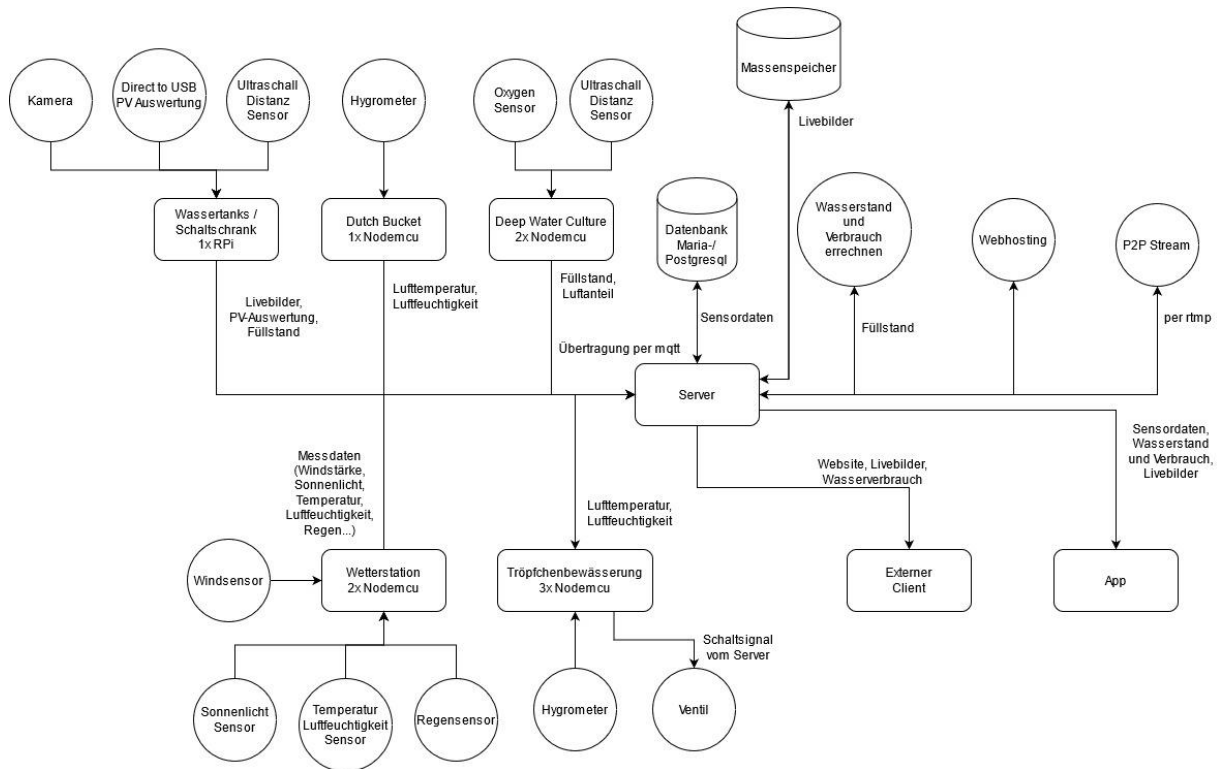 Massenspeicher
Kamera
Direct to USB
PV Auswertung
Ultraschall
Distanz
Sensor
Hygrometer
Oxygen
Sensor
Ultraschall
Distanz
Sensor
Livebilder
Wassertanks /
Schaltschrank
1x RPi
Dutch Bucket
1x Nodemcu
Deep Water Culture
2x Nodemcu
Datenbank
Maria-/
Postgresql
Wasserstand
und
Verbrauch
errechnen
Webhosting
P2P Stream
Livebilder,
PV-Auswertung,
Füllstand
Lufttemperatur,
Luftfeuchtigkeit
Füllstand,
Luftanteil
Sensordaten
Füllstand
per rtmp
Übertragung per mqtt
Server
Messdaten
(Windstärke,
Sonnenlicht,
Temperatur,
Luftfeuchtigkeit,
Regen...)
Lufttemperatur,
Luftfeuchtigkeit
Website, Livebilder,
Wasserverbrauch
Sensordaten,
Wasserstand
und Verbrauch,
Livebilder
Windsensor
Wetterstation
2x Nodemcu
Tröpfchenbewässerung
3x Nodemcu
Externer
Client
App
Schaltsignal
vom Server
Sonnenlicht
Sensor
Temperatur
Luftfeuchtigkeit
Sensor
Regensensor
Hygrometer
Ventil